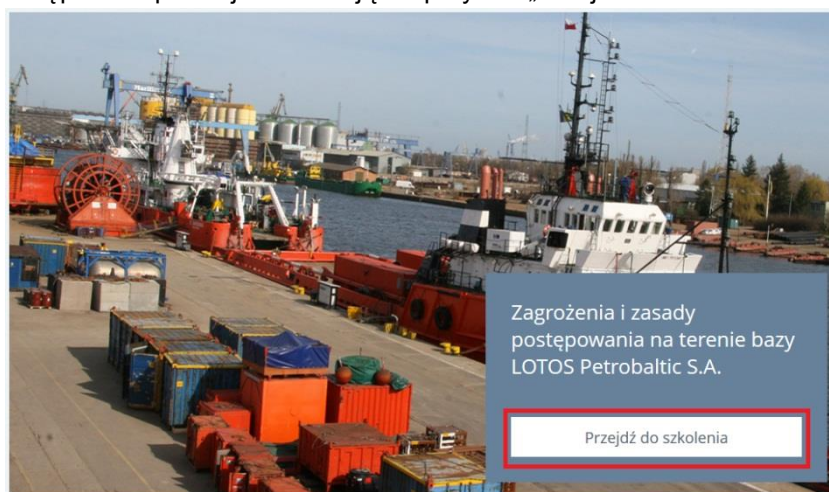 Zagrożenia i zasady
postępowania na terenie bazy
LOTOS Petrobaltic S.A.
Przejdź do szkolenia